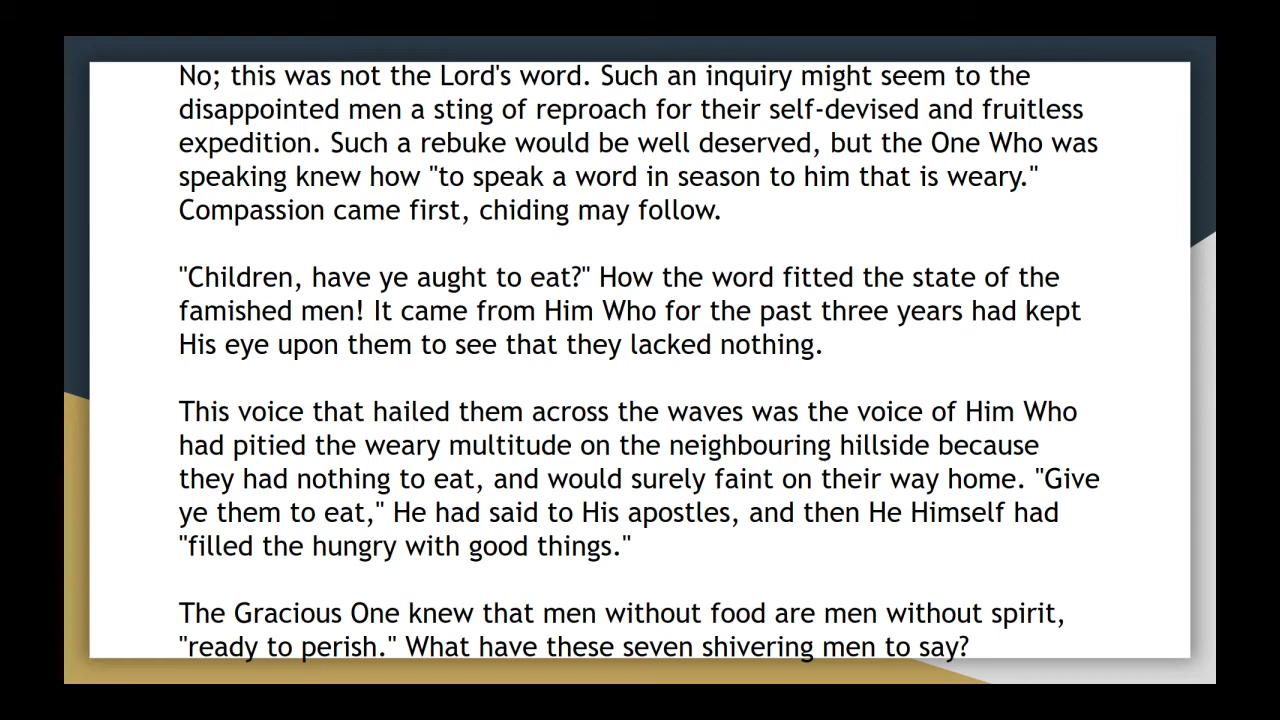 No; this was not the Lord's word. Such an inquiry might seem to the
disappointed men a sting of reproach for their self-devised and fruitless
expedition. Such a rebuke would be well deserved, but the One Who was
speaking knew how "to speak a word in season to him that is weary."
Compassion came first, chiding may follow.
"Children, have ye aught to eat?" How the word fitted the state of the
famished men! It came from Him Who for the past three years had kept
His eye upon them to see that they lacked nothing.
This voice that hailed them across the waves was the voice of Him Who
had pitied the weary multitude on the neighbouring hillside because
they had nothing to eat, and would surely faint on their way home. "Give
ye them to eat," He had said to His apostles, and then He Himself had
"filled the hungry with good things."
The Gracious One knew that men without food are men without spirit,
"ready to perish." What have these seven shivering men to say?